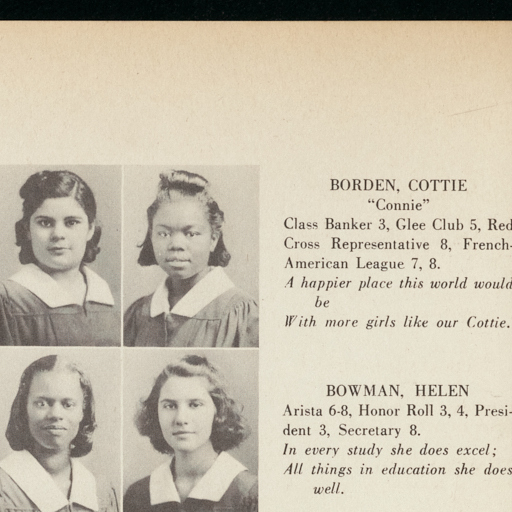 BORDEN, COTTIE
"Connie"
Class Banker 3, Glee Club 5, Red
Cross Representative 8, French-
American League 7, 8.
A happier place this world would
be
With more girls like our Cottie.
BOWMAN, HELEN
Arista 6-8, Honor Roll 3, 4, Presi-
dent 3, Secretary 8.
In every study she does excel;
All things in education she does
well.